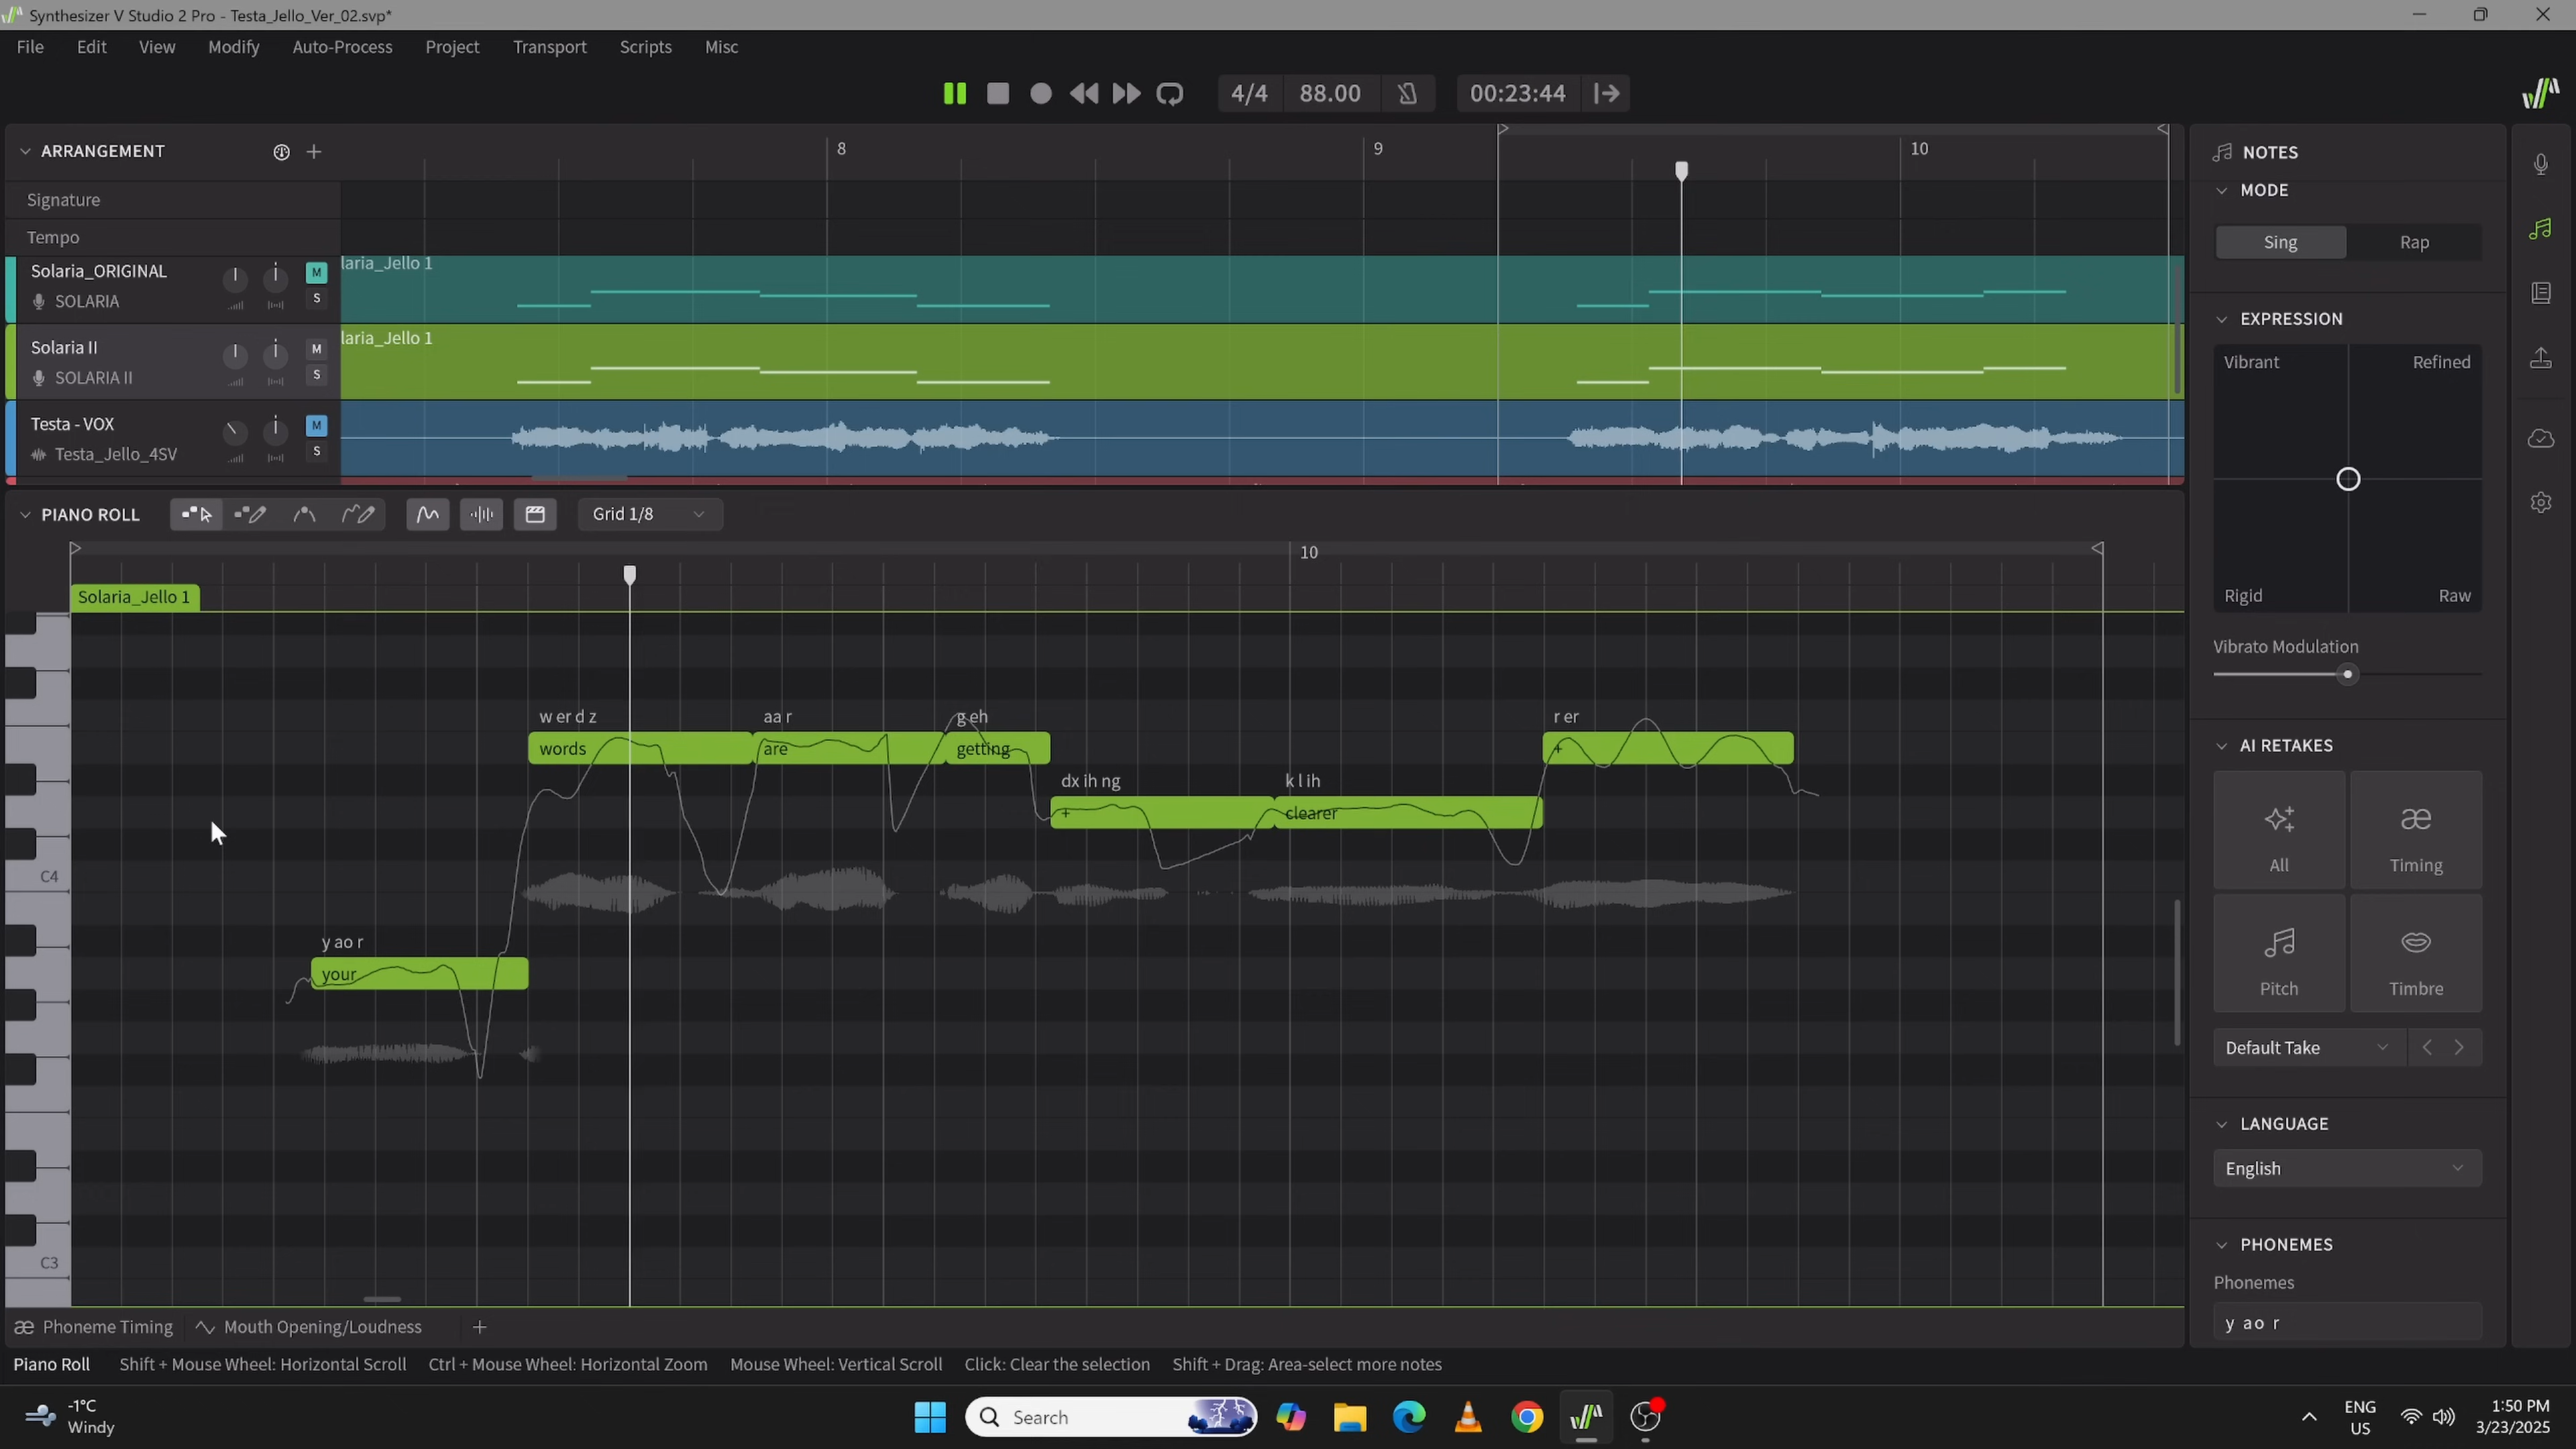 Synthesizer V Studio 2 Pro - Testa_Jello_Ver_02.svp*
File Edit View Modify Auto-Process Project Transport Scripts Misc
4/4 88.00 00:23:44
ARRANGEMENT
8 9 10
Signature
Tempo
Solaria_ORIGINAL M
SOLARIA S
laria_Jello 1
Solaria II M
SOLARIA II S
laria_Jello 1
Testa - VOX M
Testa_Jello_4SV S
PIANO ROLL Grid 1/8
10
Solaria_Jello 1
w er d z aa r g eh r er
words are getting +
dx ih ng k l ih
+ clearer
C4
y ao r
your
C3
Phoneme Timing Mouth Opening/Loudness +
Piano Roll Shift + Mouse Wheel: Horizontal Scroll Ctrl + Mouse Wheel: Horizontal Zoom Mouse Wheel: Vertical Scroll Click: Clear the selection Shift + Drag: Area-select more notes
NOTES
MODE
Sing Rap
EXPRESSION
Vibrant Refined
Rigid Raw
Vibrato Modulation
AI RETAKES
æ
All Timing
Pitch Timbre
Default Take
LANGUAGE
English
PHONEMES
Phonemes
y ao r
-1°C
Windy
Search
ENG
US
1:50 PM
3/23/2025